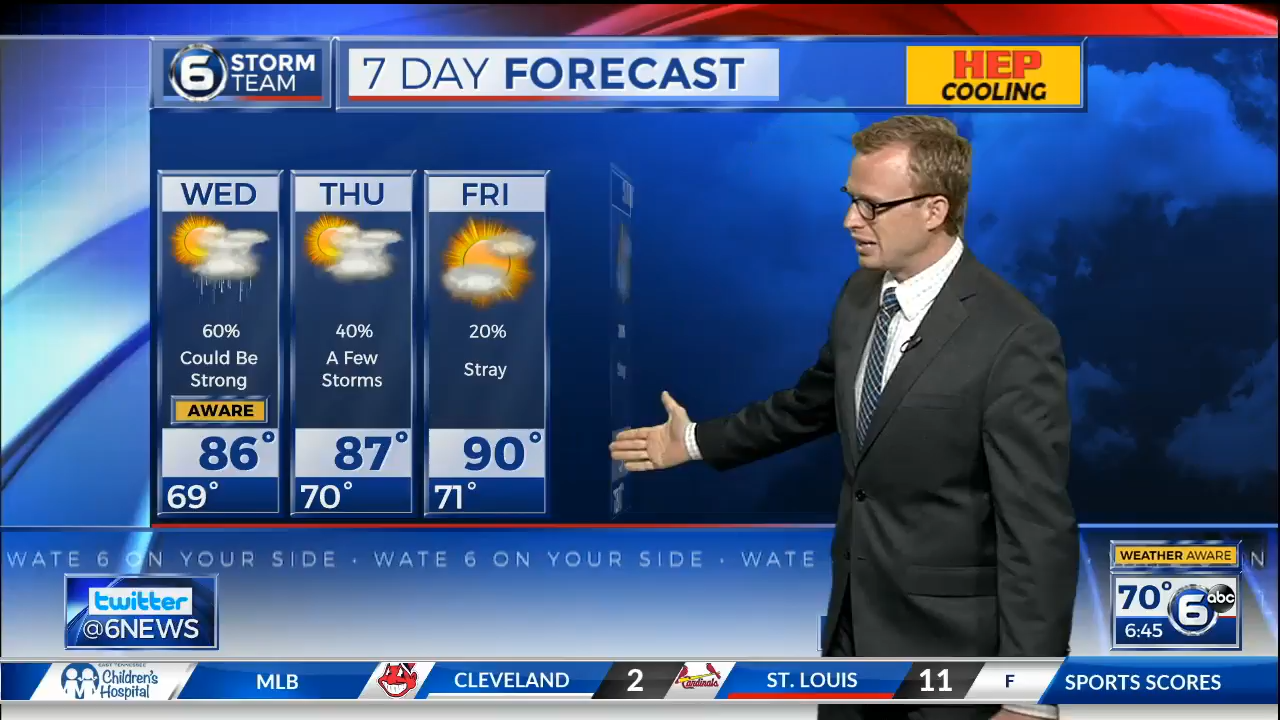 6 STORM
TEAM
7 DAY FORECAST
HEP
COOLING
WED
60%
Could Be
Strong
AWARE
86°
69°
THU
40%
A Few
Storms
87°
70°
FRI
20%
Stray
90°
71°
WATE 6 ON YOUR SIDE · WATE 6 ON YOUR SIDE · WATE
twitter
@6NEWS
WEATHER AWARE
70°
6:45
6 abc
EAST TENNESSEE
Children's
Hospital
MLB CLEVELAND 2 Cardinals ST. LOUIS 11 F SPORTS SCORES